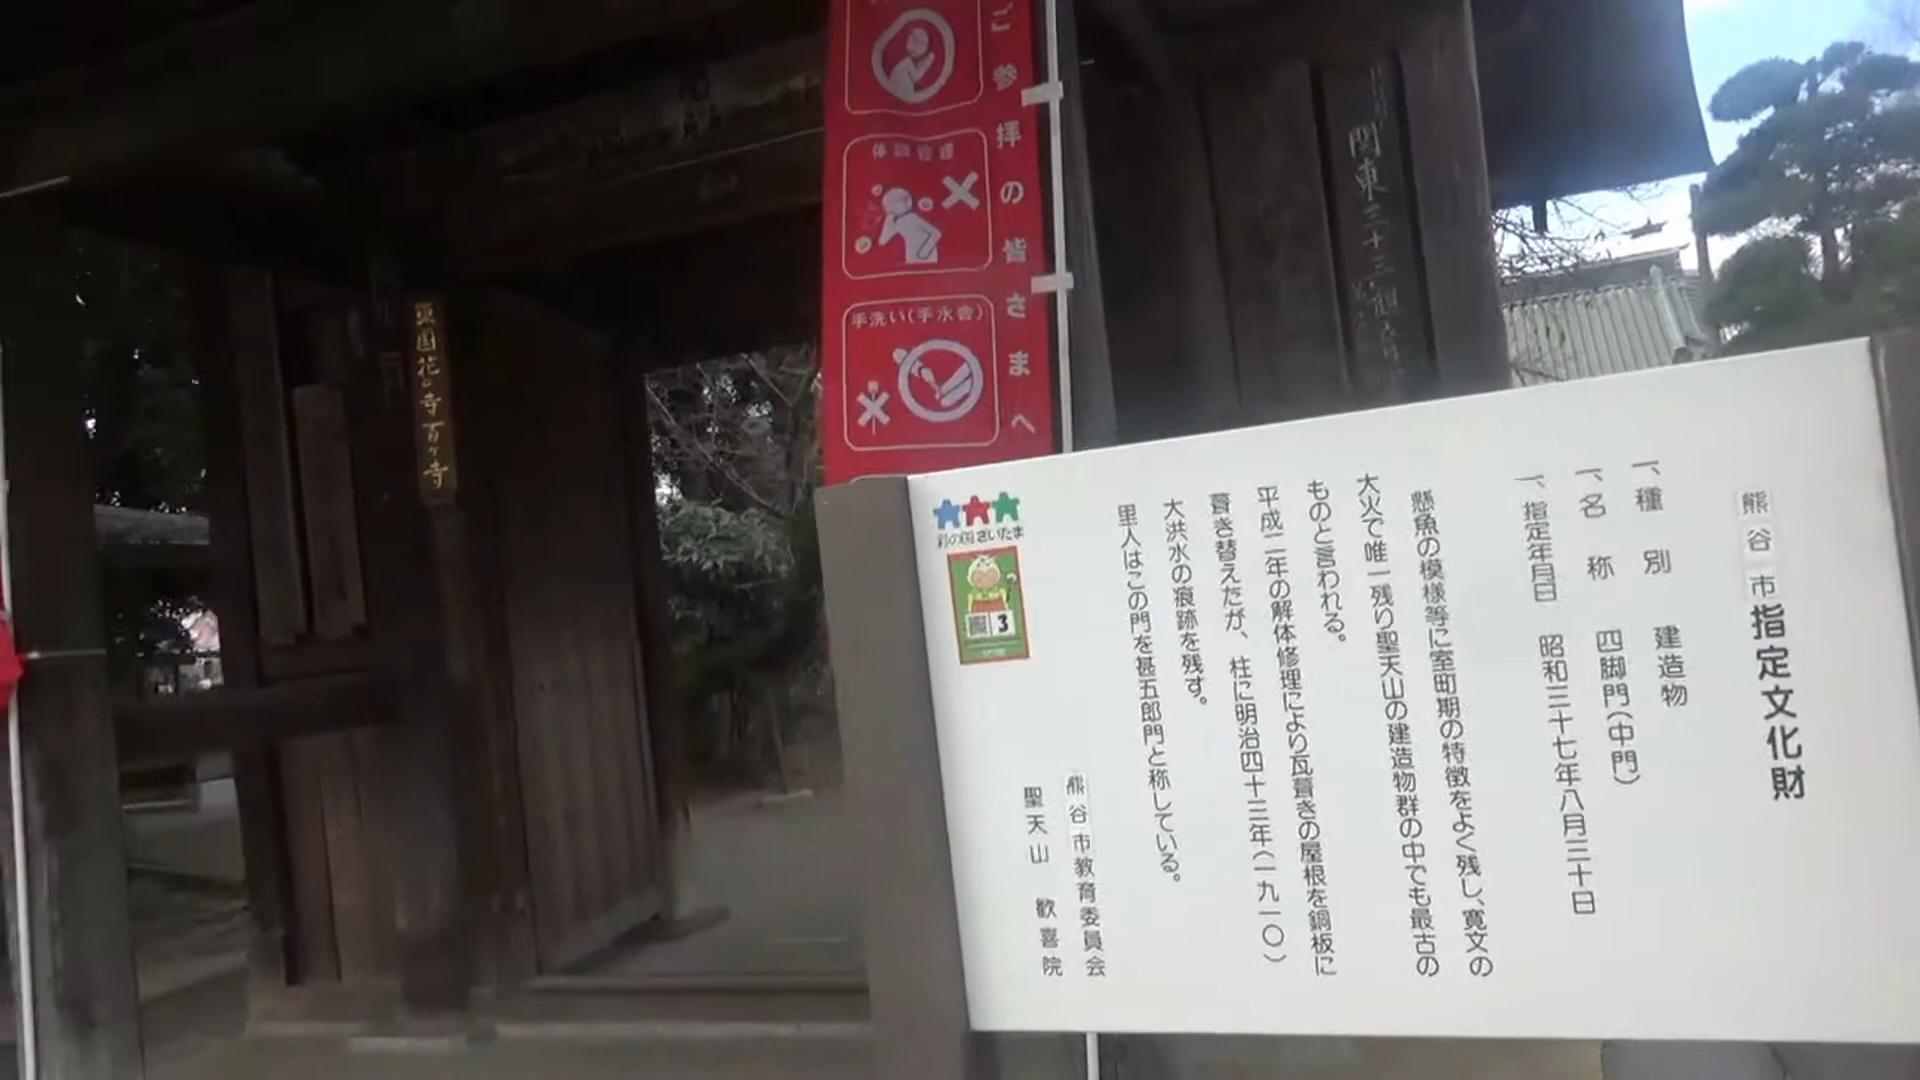 熊谷市指定文化財
一、種別 建造物
一、名称 四脚門(中門)
一、指定年月日 昭和三十七年八月三十日
懸魚の模様等に室町期の特徴をよく残し、寛文の
大火で唯一残り聖天山の建造物群の中でも最古の
ものと言われる。
平成二年の解体修理により瓦葺きの屋根を銅板に
葺き替えたが、柱に明治四十三年(一九一〇)
大洪水の痕跡を残す。
里人はこの門を甚五郎門と称している。
熊谷市教育委員会
聖天山 歓喜院
彩の国さいたま
3
関東三十三
ご参拝の皆さまへ
体調管理
手洗い(手水舎)
東国花の寺百ヶ寺